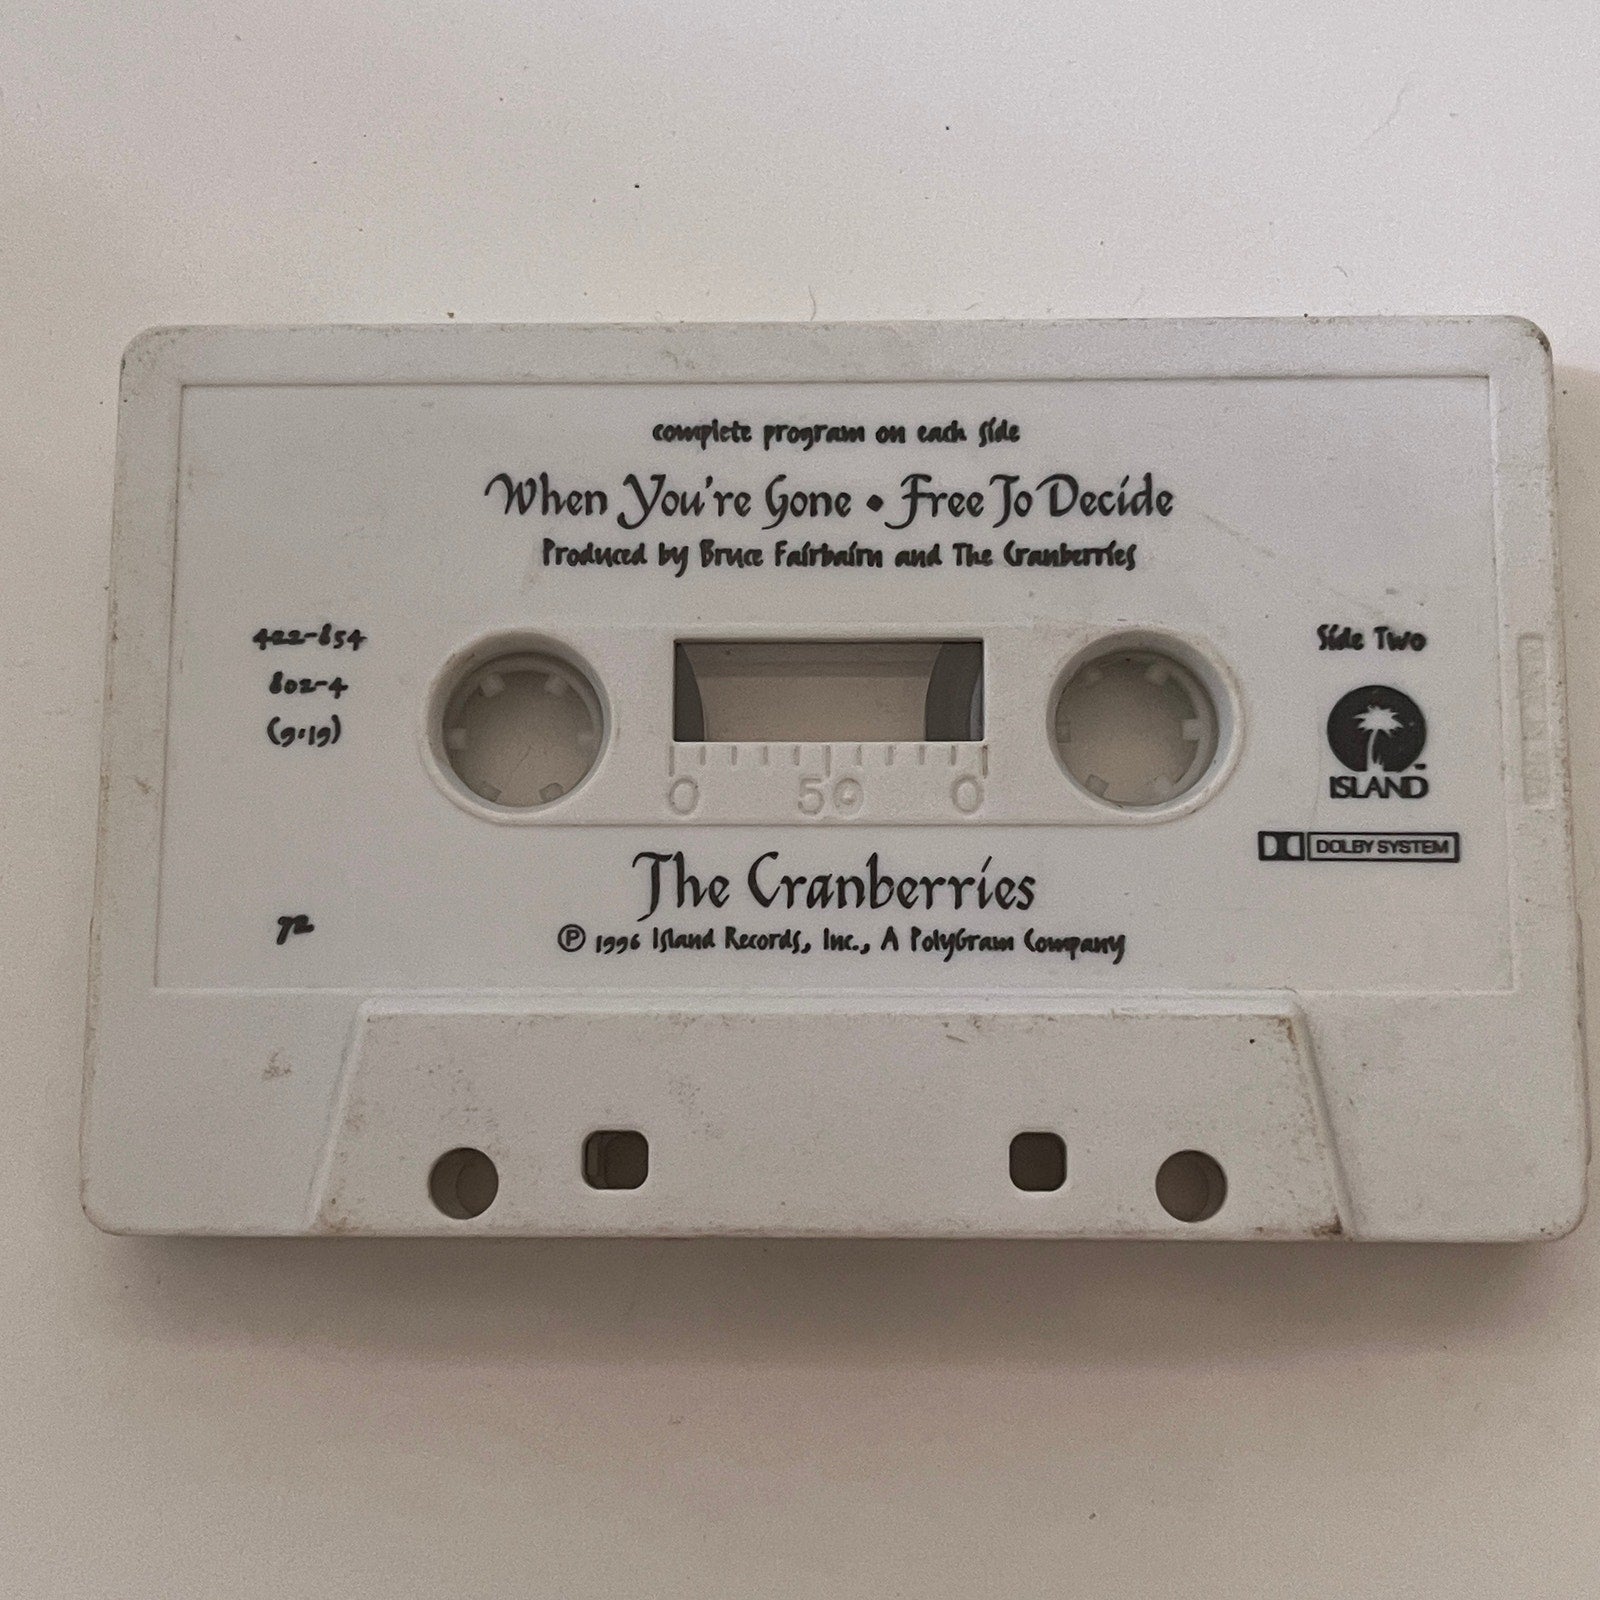 complete program on each side
When You're Gone • Free To Decide
Produced by Bruce Fairbairn and The Cranberries
422-854
802-4
(9:19)
Side Two
ISLAND
DOLBY SYSTEM
0 50 0
The Cranberries
℗ 1996 Island Records, Inc., A PolyGram Company